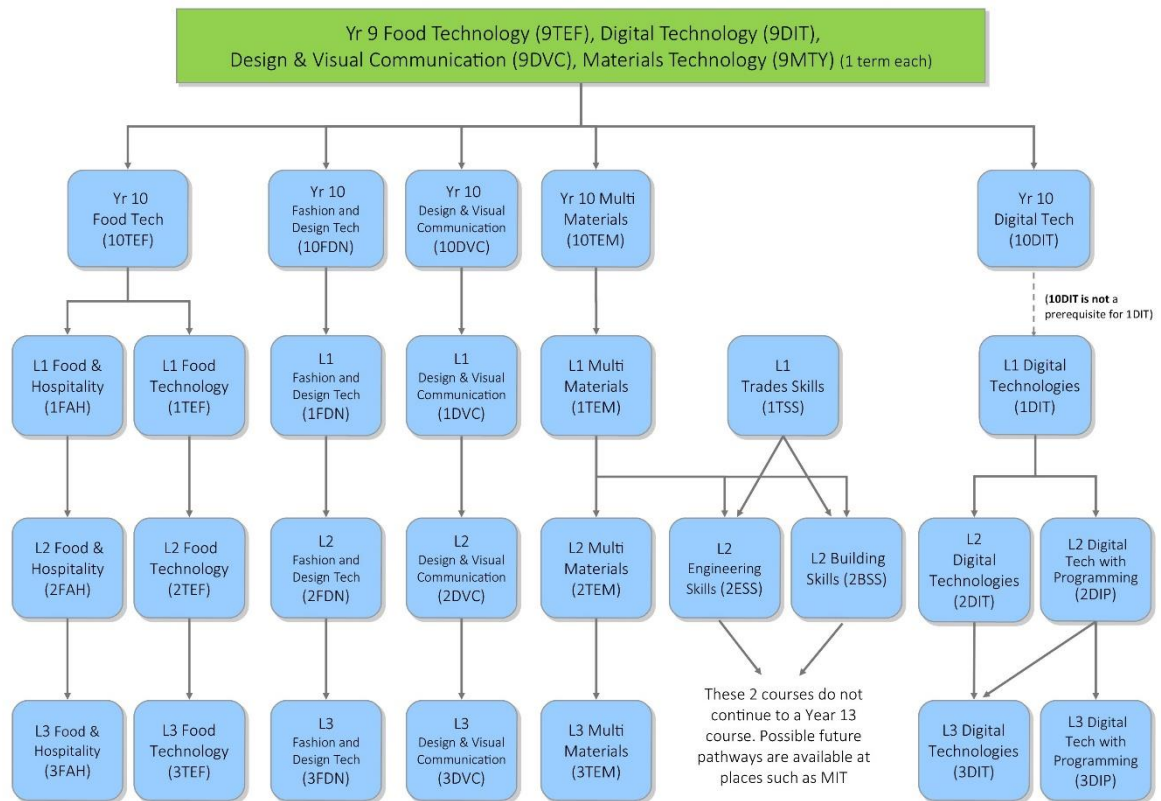 Yr 9 Food Technology (9TEF), Digital Technology (9DIT),
Design & Visual Communication (9DVC), Materials Technology (9MTY) (1 term each)
Yr 10
Food Tech
(10TEF)
Yr 10
Fashion and
Design Tech
(10FDN)
Yr 10
Design & Visual
Communication
(10DVC)
Yr 10 Multi
Materials
(10TEM)
Yr 10
Digital Tech
(10DIT)
(10DIT is not a
prerequisite for 1DIT)
L1 Food &
Hospitality
(1FAH)
L1 Food
Technology
(1TEF)
L1
Fashion and
Design Tech
(1FDN)
L1
Design & Visual
Communication
(1DVC)
L1 Multi
Materials
(1TEM)
L1
Trades Skills
(1TSS)
L1 Digital
Technologies
(1DIT)
L2 Food &
Hospitality
(2FAH)
L2 Food
Technology
(2TEF)
L2
Fashion and
Design Tech
(2FDN)
L2
Design & Visual
Communication
(2DVC)
L2 Multi
Materials
(2TEM)
L2
Engineering
Skills (2ESS)
L2 Building
Skills (2BSS)
L2
Digital
Technologies
(2DIT)
L2 Digital
Tech with
Programming
(2DIP)
L3 Food &
Hospitality
(3FAH)
L3 Food
Technology
(3TEF)
L3
Fashion and
Design Tech
(3FDN)
L3
Design & Visual
Communication
(3DVC)
L3 Multi
Materials
(3TEM)
These 2 courses do not
continue to a Year 13
course. Possible future
pathways are available at
places such as MIT
L3 Digital
Technologies
(3DIT)
L3 Digital
Tech with
Programming
(3DIP)